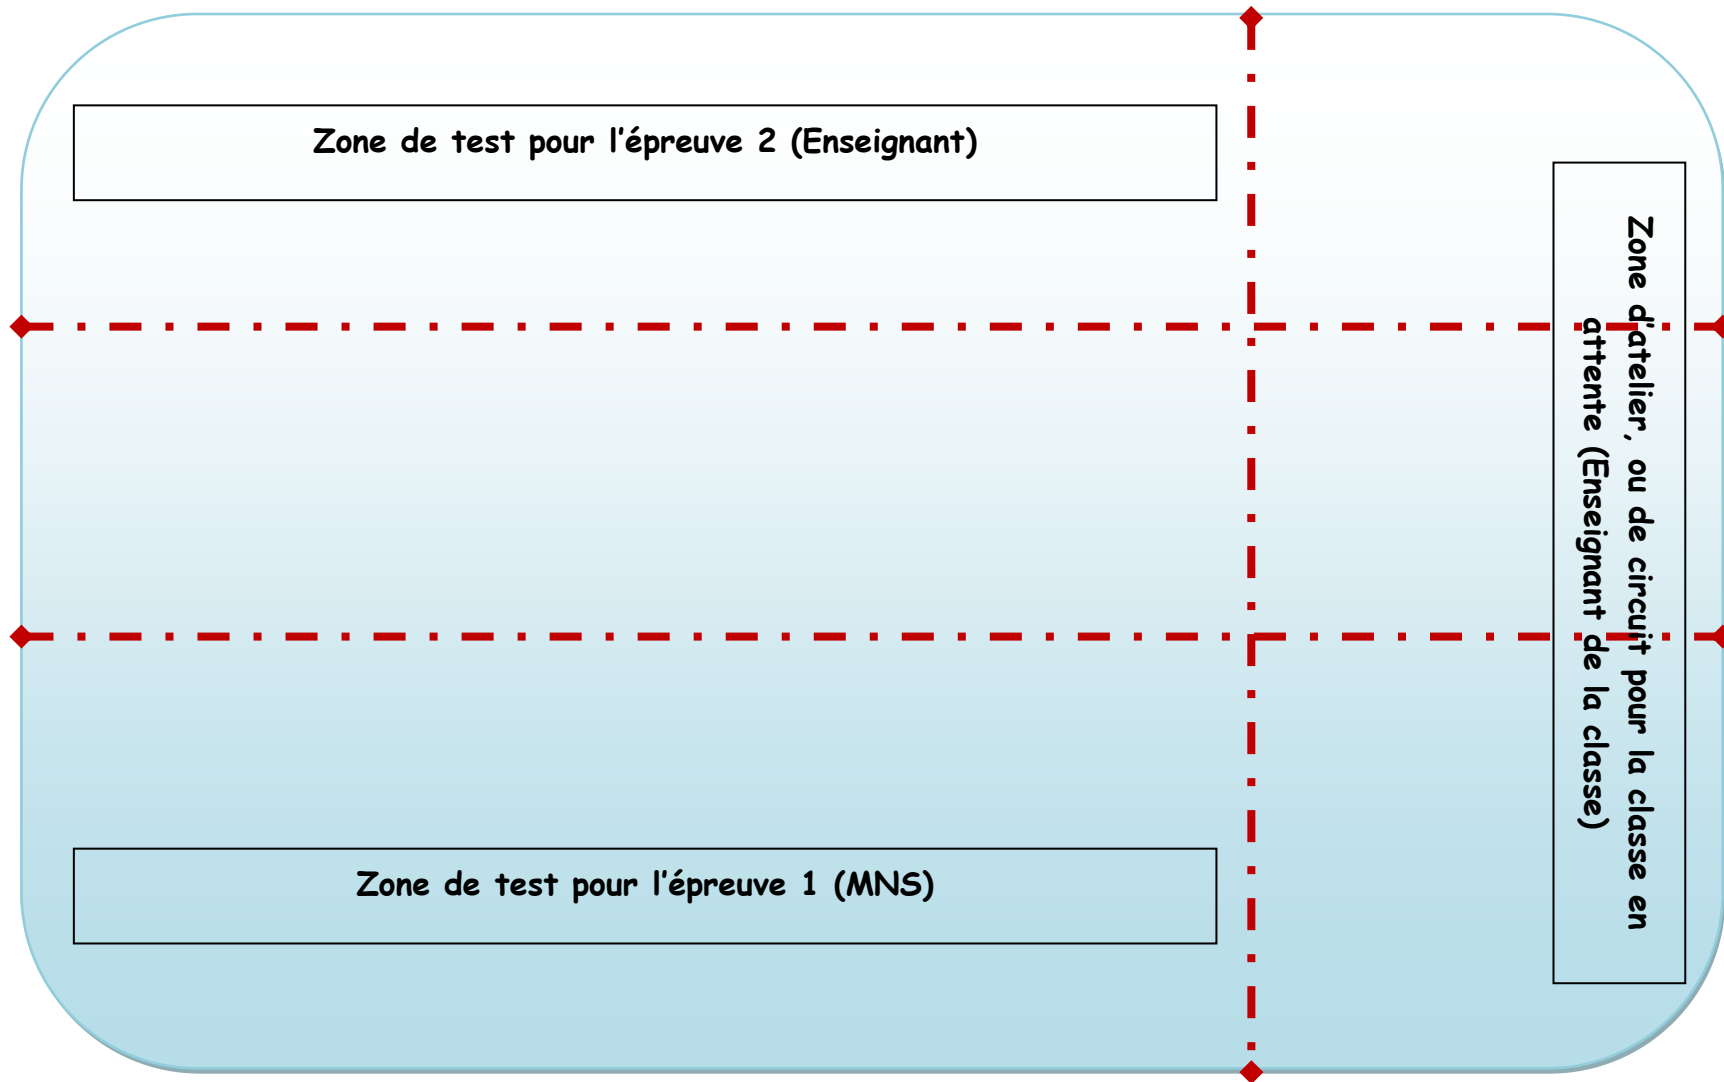 Zone de test pour l'épreuve 2 (Enseignant)
Zone d'atelier, ou de circuit pour la classe en
attente (Enseignant de la classe)
Zone de test pour l'épreuve 1 (MNS)